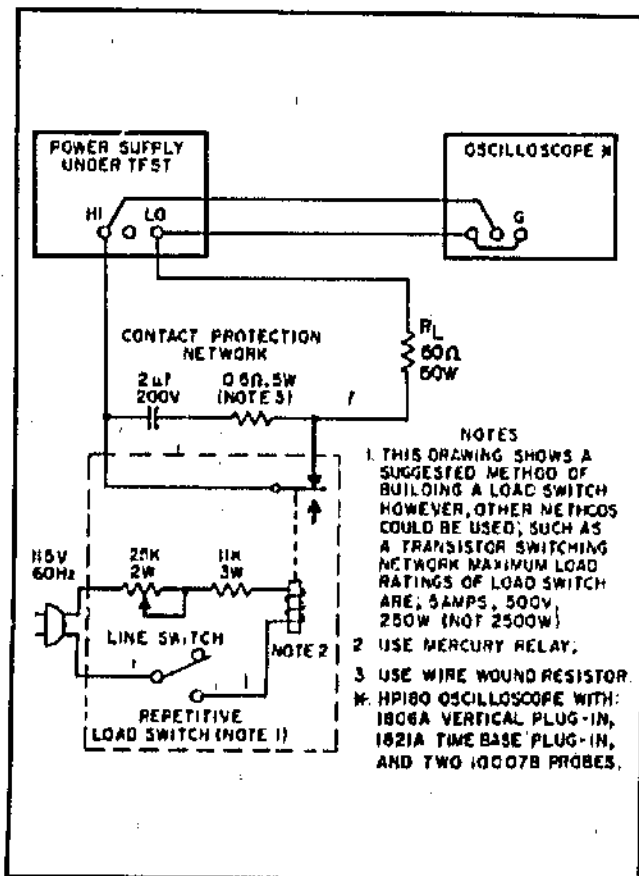 POWER SUPPLY
UNDER TEST
OSCILLOSCOPE *
HI
LO
G
CONTACT PROTECTION
NETWORK
2µF
200V
0.5Ω.5W
(NOTE 3)
RL
60Ω
60W
115V
60Hz
25K
2W
11K
3W
LINE SWITCH
NOTE 2
REPETITIVE
LOAD SWITCH (NOTE 1)
NOTES
1. THIS DRAWING SHOWS A
SUGGESTED METHOD OF
BUILDING A LOAD SWITCH
HOWEVER, OTHER METHODS
COULD BE USED; SUCH AS
A TRANSISTOR SWITCHING
NETWORK MAXIMUM LOAD
RATINGS OF LOAD SWITCH
ARE; 5AMPS, 500V,
250W (NOT 2500W)
2 USE MERCURY RELAY;
3 USE WIRE WOUND RESISTOR
*. HP180 OSCILLOSCOPE WITH:
1806A VERTICAL PLUG-IN,
1821A TIME BASE PLUG-IN,
AND TWO 10007B PROBES.